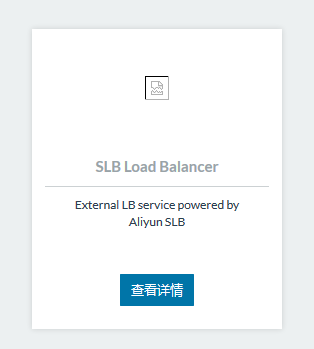 SLB Load Balancer
External LB service powered by
Aliyun SLB
查看详情